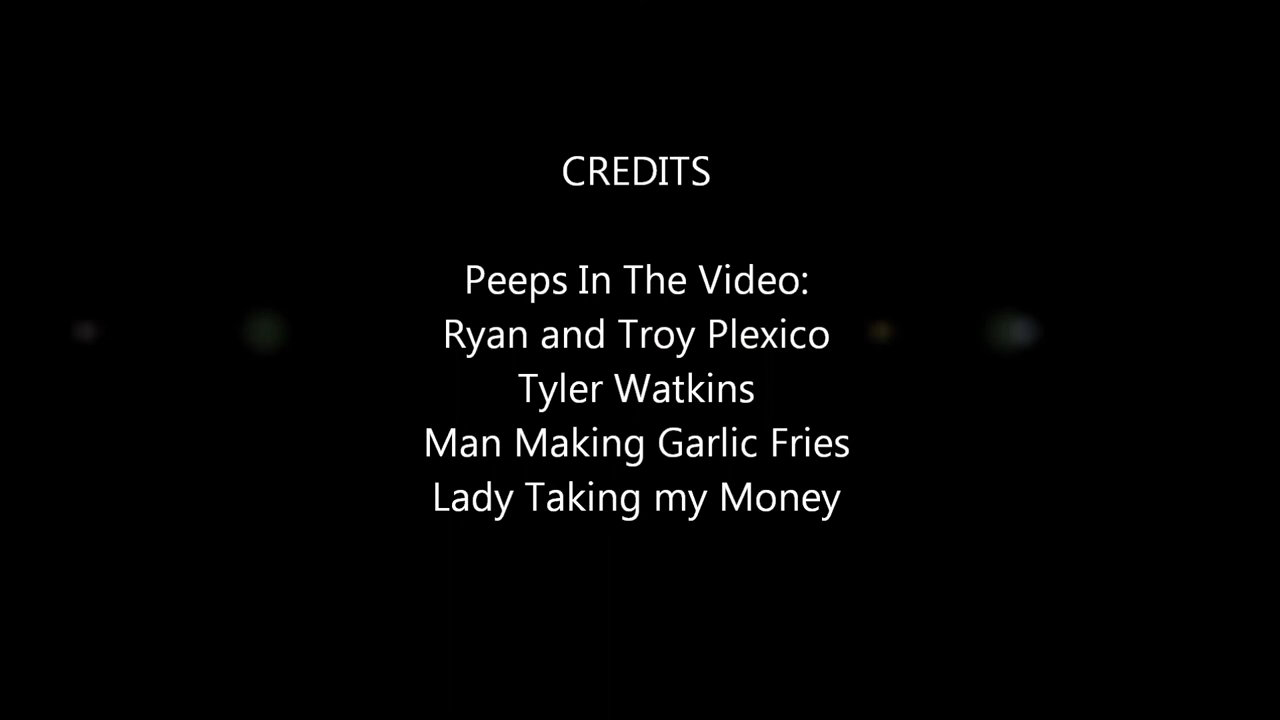 CREDITS
Peeps In The Video:
Ryan and Troy Plexico
Tyler Watkins
Man Making Garlic Fries
Lady Taking my Money